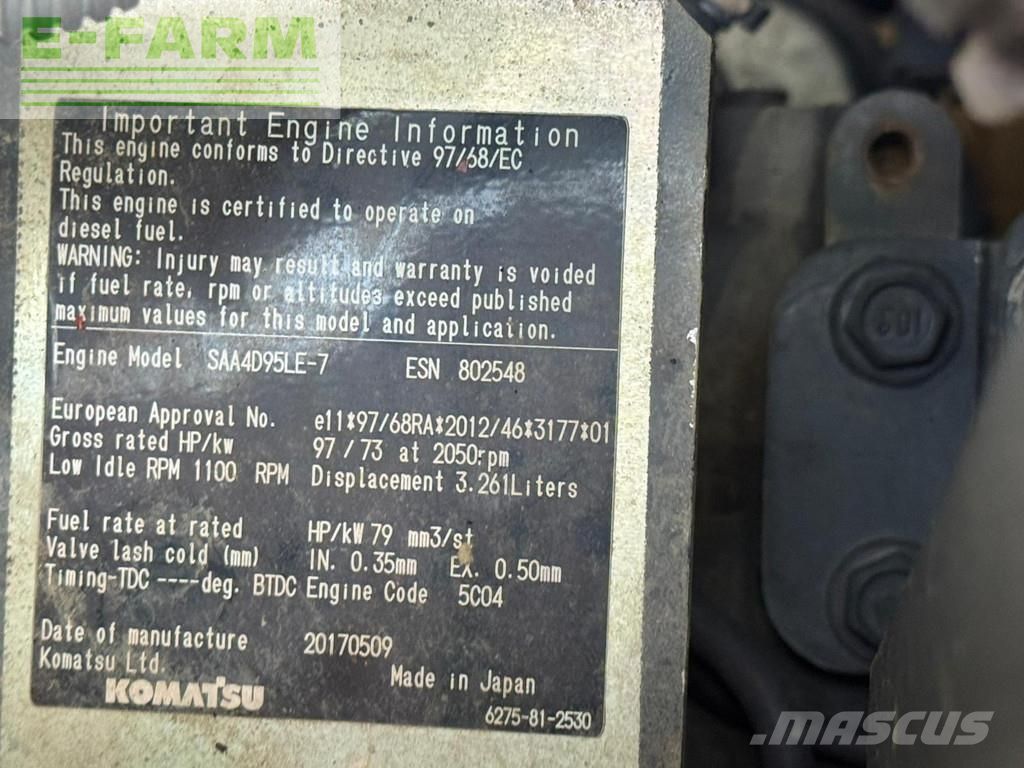 E-FARM
Important Engine Information
This engine conforms to Directive 97/68/EC
Regulation.
This engine is certified to operate on
diesel fuel.
WARNING: Injury may result and warranty is voided
if fuel rate, rpm or altitudes exceed published
maximum values for this model and application.
Engine Model SAA4D95LE-7 ESN 802548
European Approval No. e11*97/68RA*2012/46*3177*01
Gross rated HP/kw 97/73 at 2050rpm
Low Idle RPM 1100 RPM Displacement 3.261Liters
Fuel rate at rated HP/kW 79 mm3/st
Valve lash cold (mm) IN. 0.35mm EX. 0.50mm
Timing-TDC ----deg. BTDC Engine Code 5C04
Date of manufacture 20170509
Komatsu Ltd.
KOMATSU Made in Japan
6275-81-2530
MASCUS